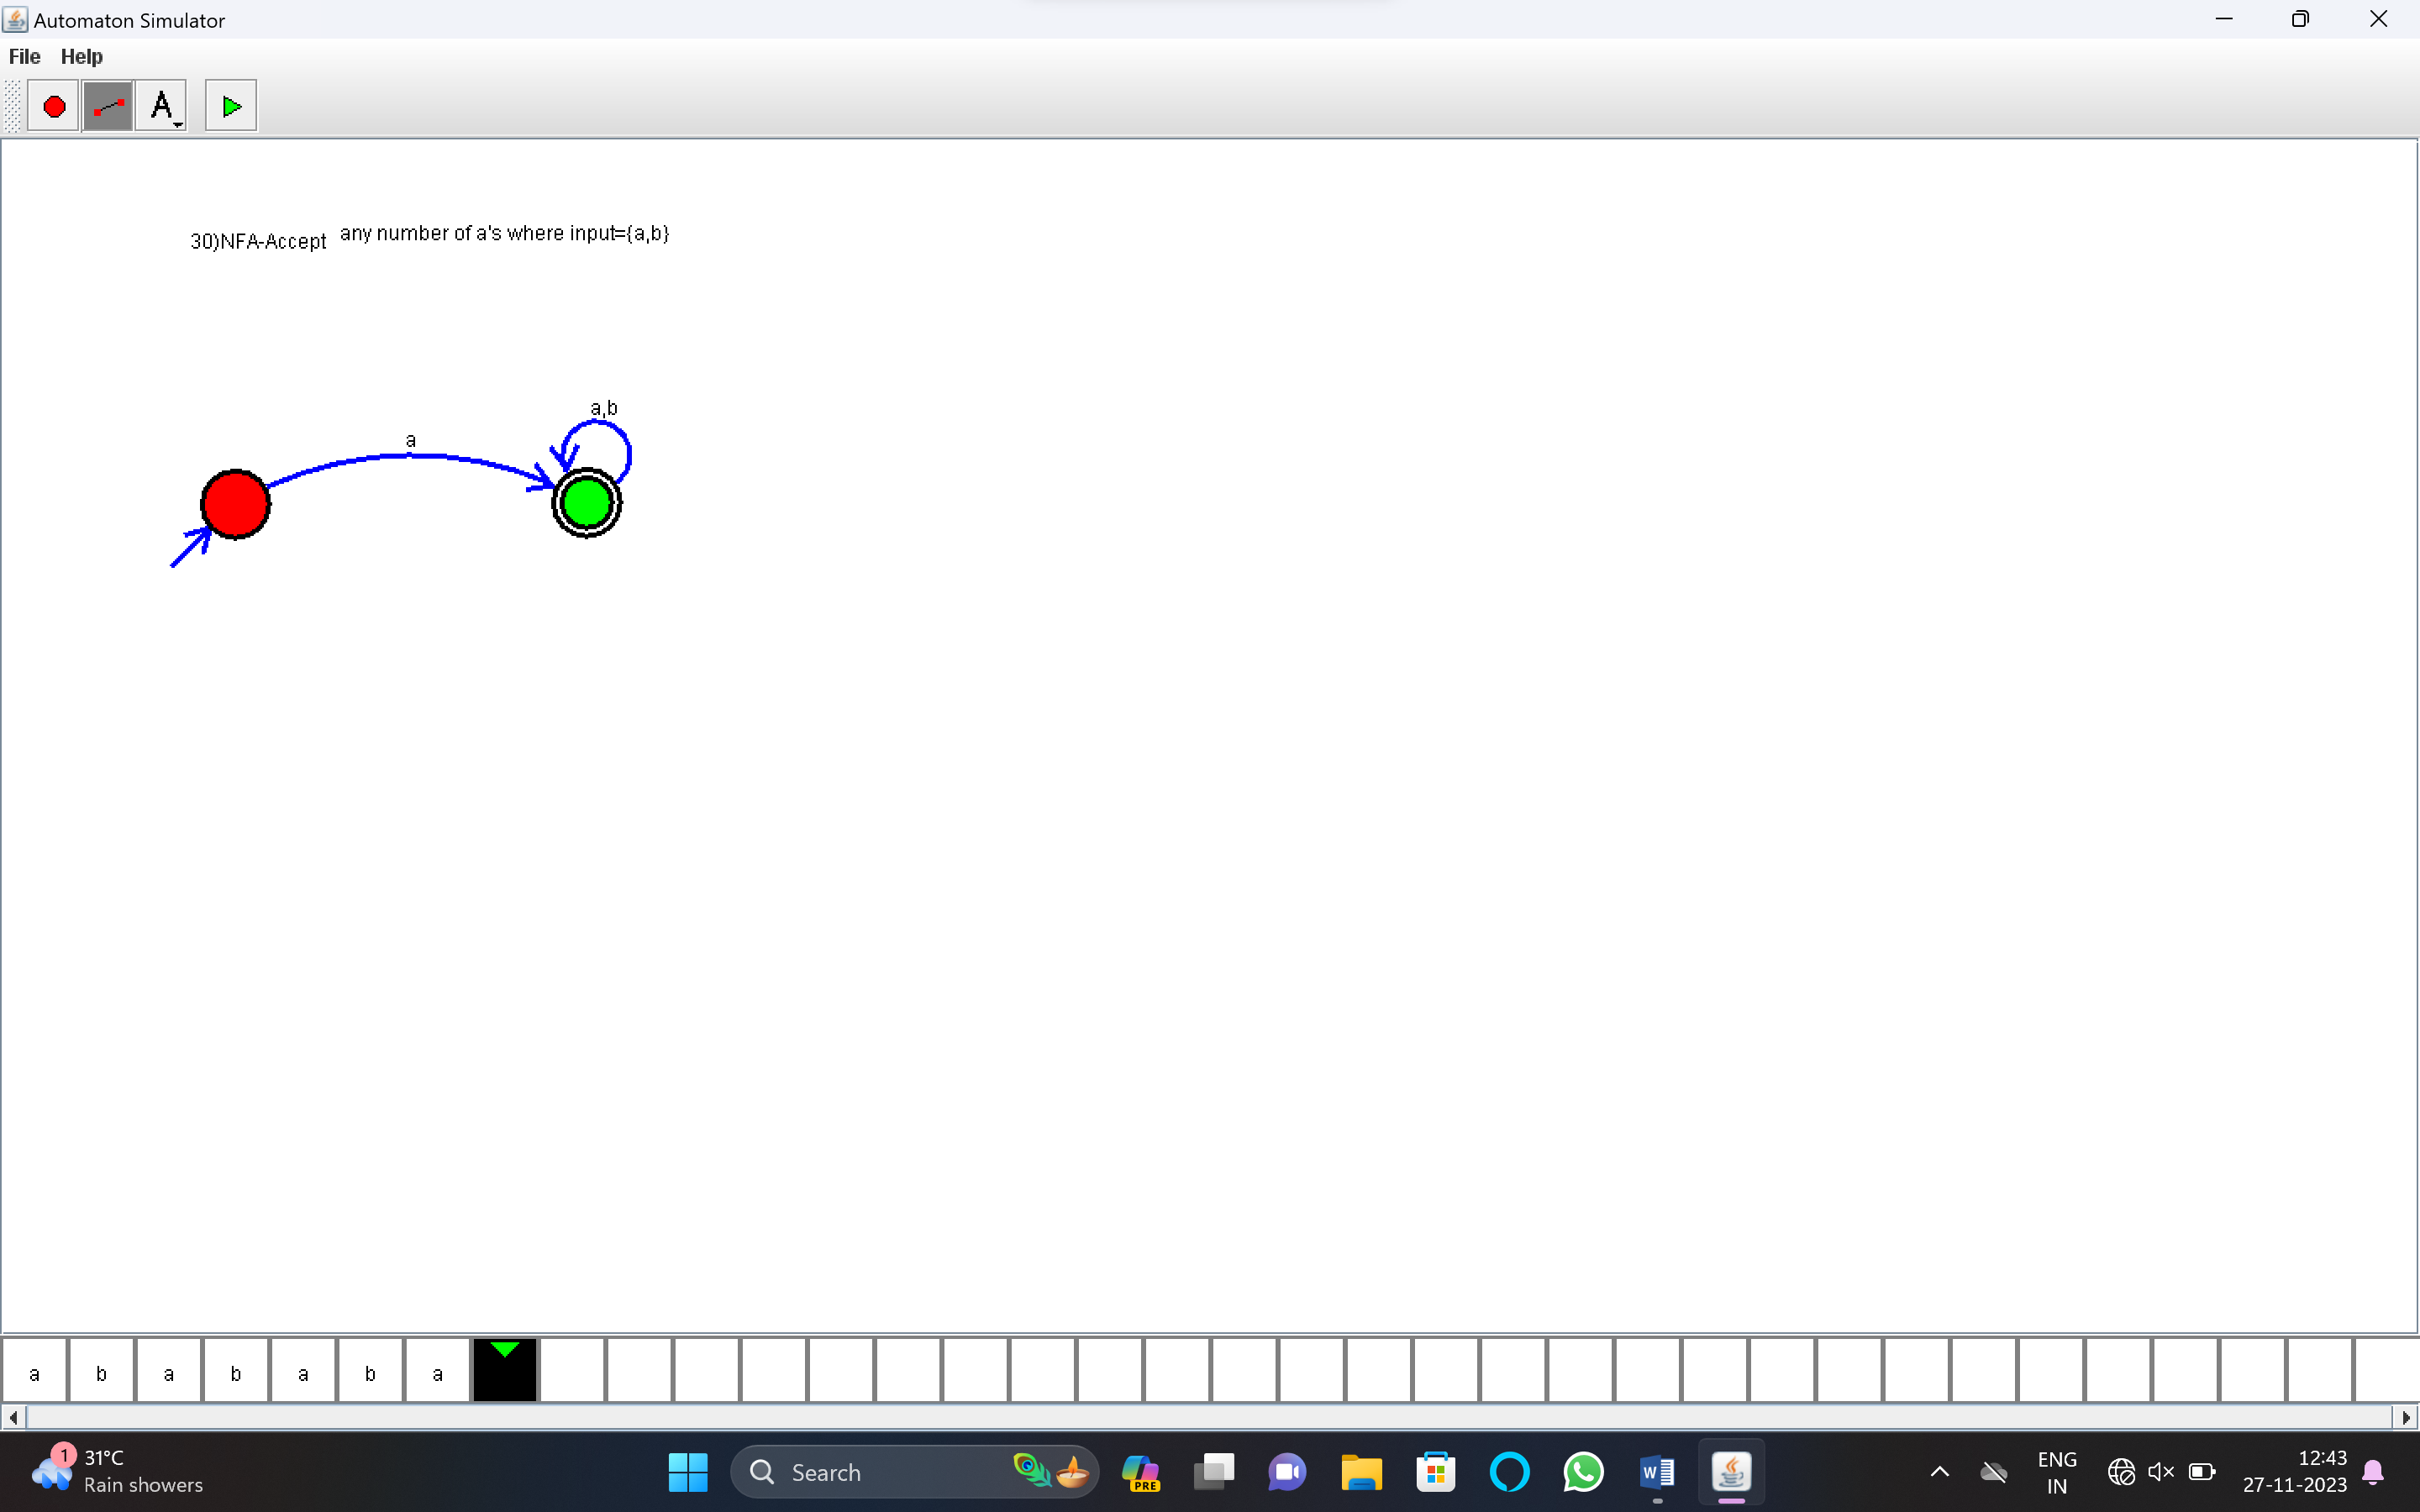 Automaton Simulator
File Help
A
30)NFA-Accept any number of a's where input={a,b}
a,b
a
a b a b a b a
1 31°C
Rain showers
Search
PRE
W
ENG
IN
12:43
27-11-2023